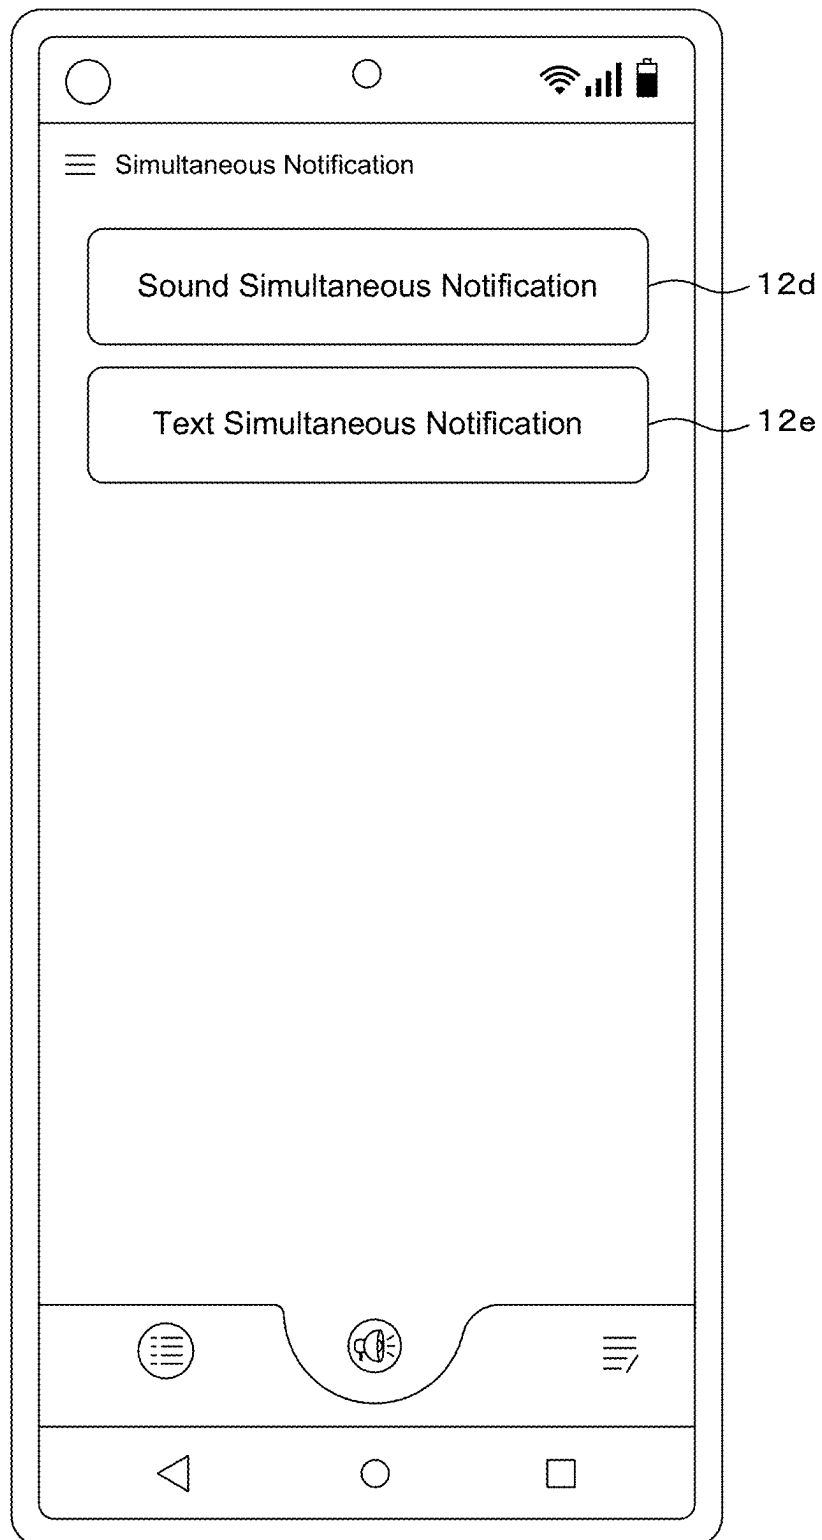 Simultaneous Notification
Sound Simultaneous Notification
12d
Text Simultaneous Notification
12e